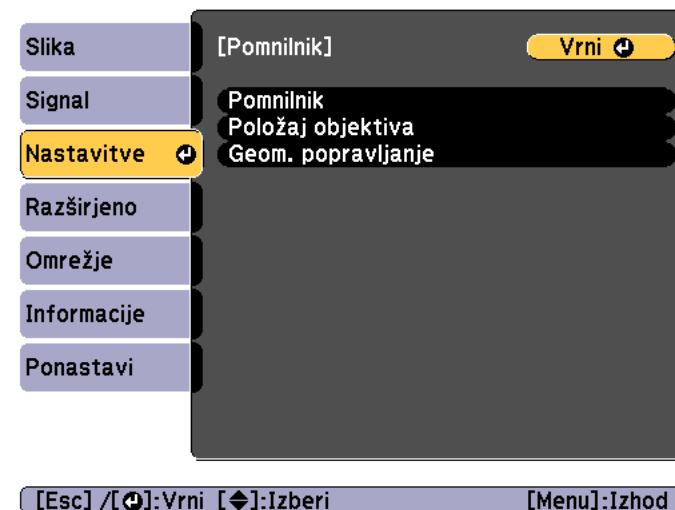 Slika
Signal
Nastavitve
Razširjeno
Omrežje
Informacije
Ponastavi
[Pomnilnik] Vrni
Pomnilnik
Položaj objektiva
Geom. popravljanje
[Esc] /[⏎]:Vrni [◆]:Izberi [Menu]:Izhod